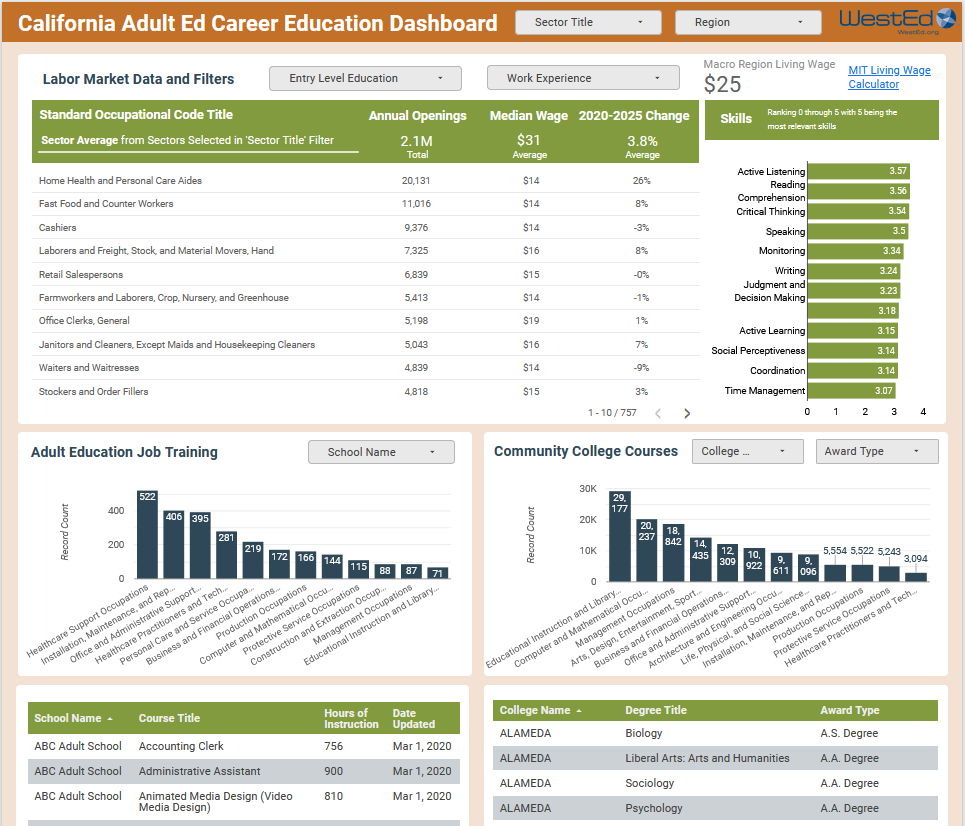 California Adult Ed Career Education Dashboard
Sector Title
Region
WestEd
WestEd.org
Labor Market Data and Filters
Entry Level Education
Work Experience
Macro Region Living Wage
$25
MIT Living Wage
Calculator
Standard Occupational Code Title
Annual Openings
Median Wage
2020-2025 Change
Sector Average from Sectors Selected in 'Sector Title' Filter
2.1M
Total
$31
Average
3.8%
Average
Home Health and Personal Care Aides 20,131 $14 26%
Fast Food and Counter Workers 11,016 $14 8%
Cashiers 9,376 $14 -3%
Laborers and Freight, Stock, and Material Movers, Hand 7,325 $16 8%
Retail Salespersons 6,839 $15 -0%
Farmworkers and Laborers, Crop, Nursery, and Greenhouse 5,413 $14 -1%
Office Clerks, General 5,198 $19 1%
Janitors and Cleaners, Except Maids and Housekeeping Cleaners 5,043 $16 7%
Waiters and Waitresses 4,839 $14 -9%
Stockers and Order Fillers 4,818 $15 3%
1 - 10 / 757
Skills
Ranking 0 through 5 with 5 being the
most relevant skills
Active Listening 3.57
Reading
Comprehension 3.56
Critical Thinking 3.54
Speaking 3.5
Monitoring 3.34
Writing 3.24
Judgment and
Decision Making 3.23
3.18
Active Learning 3.15
Social Perceptiveness 3.14
Coordination 3.14
Time Management 3.07
0 1 2 3 4
Adult Education Job Training
School Name
Record Count
400
200
0
522
406
395
281
219
172
166
144
115
88
87
71
Healthcare Support Occupations
Installation, Maintenance, and Rep...
Office and Administrative Support...
Healthcare Practitioners and Tech...
Personal Care and Service Occupa...
Business and Financial Operations...
Production Occupations
Computer and Mathematical Occu...
Protective Service Occupations
Construction and Extraction Occup...
Management Occupations
Educational Instruction and Library...
Community College Courses
College ...
Award Type
Record Count
30K
20K
10K
0
29,
177
20,
237
18,
842
14,
435
12,
309
10,
922
9,
611
9,
096
5,554
5,522
5,243
3,094
Educational Instruction and Library...
Computer and Mathematical Occu...
Management Occupations
Arts, Design, Entertainment, Sport...
Business and Financial Operations...
Office and Administrative Support...
Architecture and Engineering Occu...
Life, Physical, and Social Science...
Installation, Maintenance, and Rep...
Production Occupations
Protective Service Occupations
Healthcare Practitioners and Tech...
School Name
Course Title
Hours of
Instruction
Date
Updated
ABC Adult School Accounting Clerk 756 Mar 1, 2020
ABC Adult School Administrative Assistant 900 Mar 1, 2020
ABC Adult School Animated Media Design (Video 810 Mar 1, 2020
Media Design)
College Name Degree Title Award Type
ALAMEDA Biology A.S. Degree
ALAMEDA Liberal Arts: Arts and Humanities A.A. Degree
ALAMEDA Sociology A.A. Degree
ALAMEDA Psychology A.A. Degree